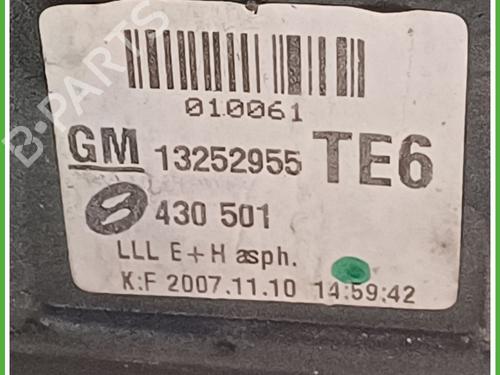 010061
GM 13252955 TE6
430 501
LLL E+H asph.
K:F 2007.11.10 14:59:42
B-PARTS